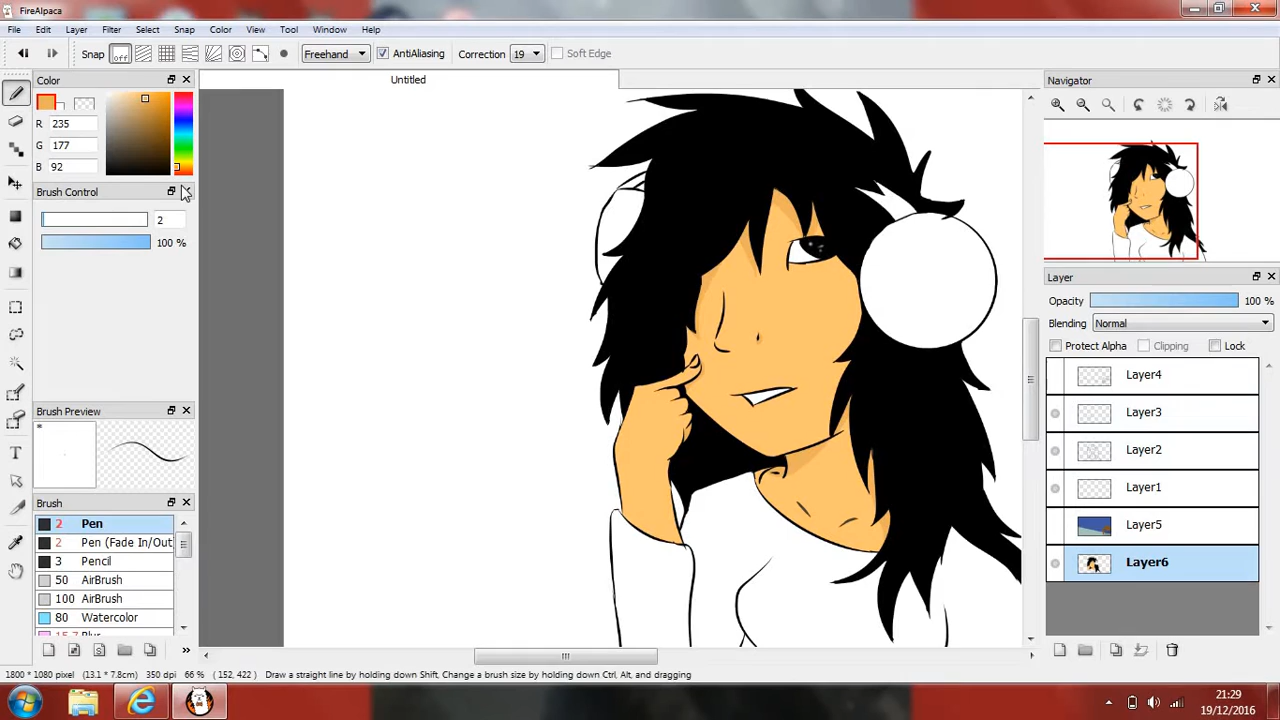 FireAlpaca
File Edit Layer Filter Select Snap Color View Tool Window Help
Snap off Freehand AntiAliasing Correction 19 Soft Edge
Color
R 235
G 177
B 92
Brush Control
2
100 %
Brush Preview
Brush
2 Pen
2 Pen (Fade In/Out
3 Pencil
50 AirBrush
100 AirBrush
80 Watercolor
15.7 Blur
Untitled
Navigator
Layer
Opacity 100 %
Blending Normal
Protect Alpha Clipping Lock
Layer4
Layer3
Layer2
Layer1
Layer5
Layer6
1800 * 1080 pixel (13.1 * 7.8cm) 350 dpi 66 % (152, 422) Draw a straight line by holding down Shift, Change a brush size by holding down Ctrl, Alt, and dragging
21:29
19/12/2016